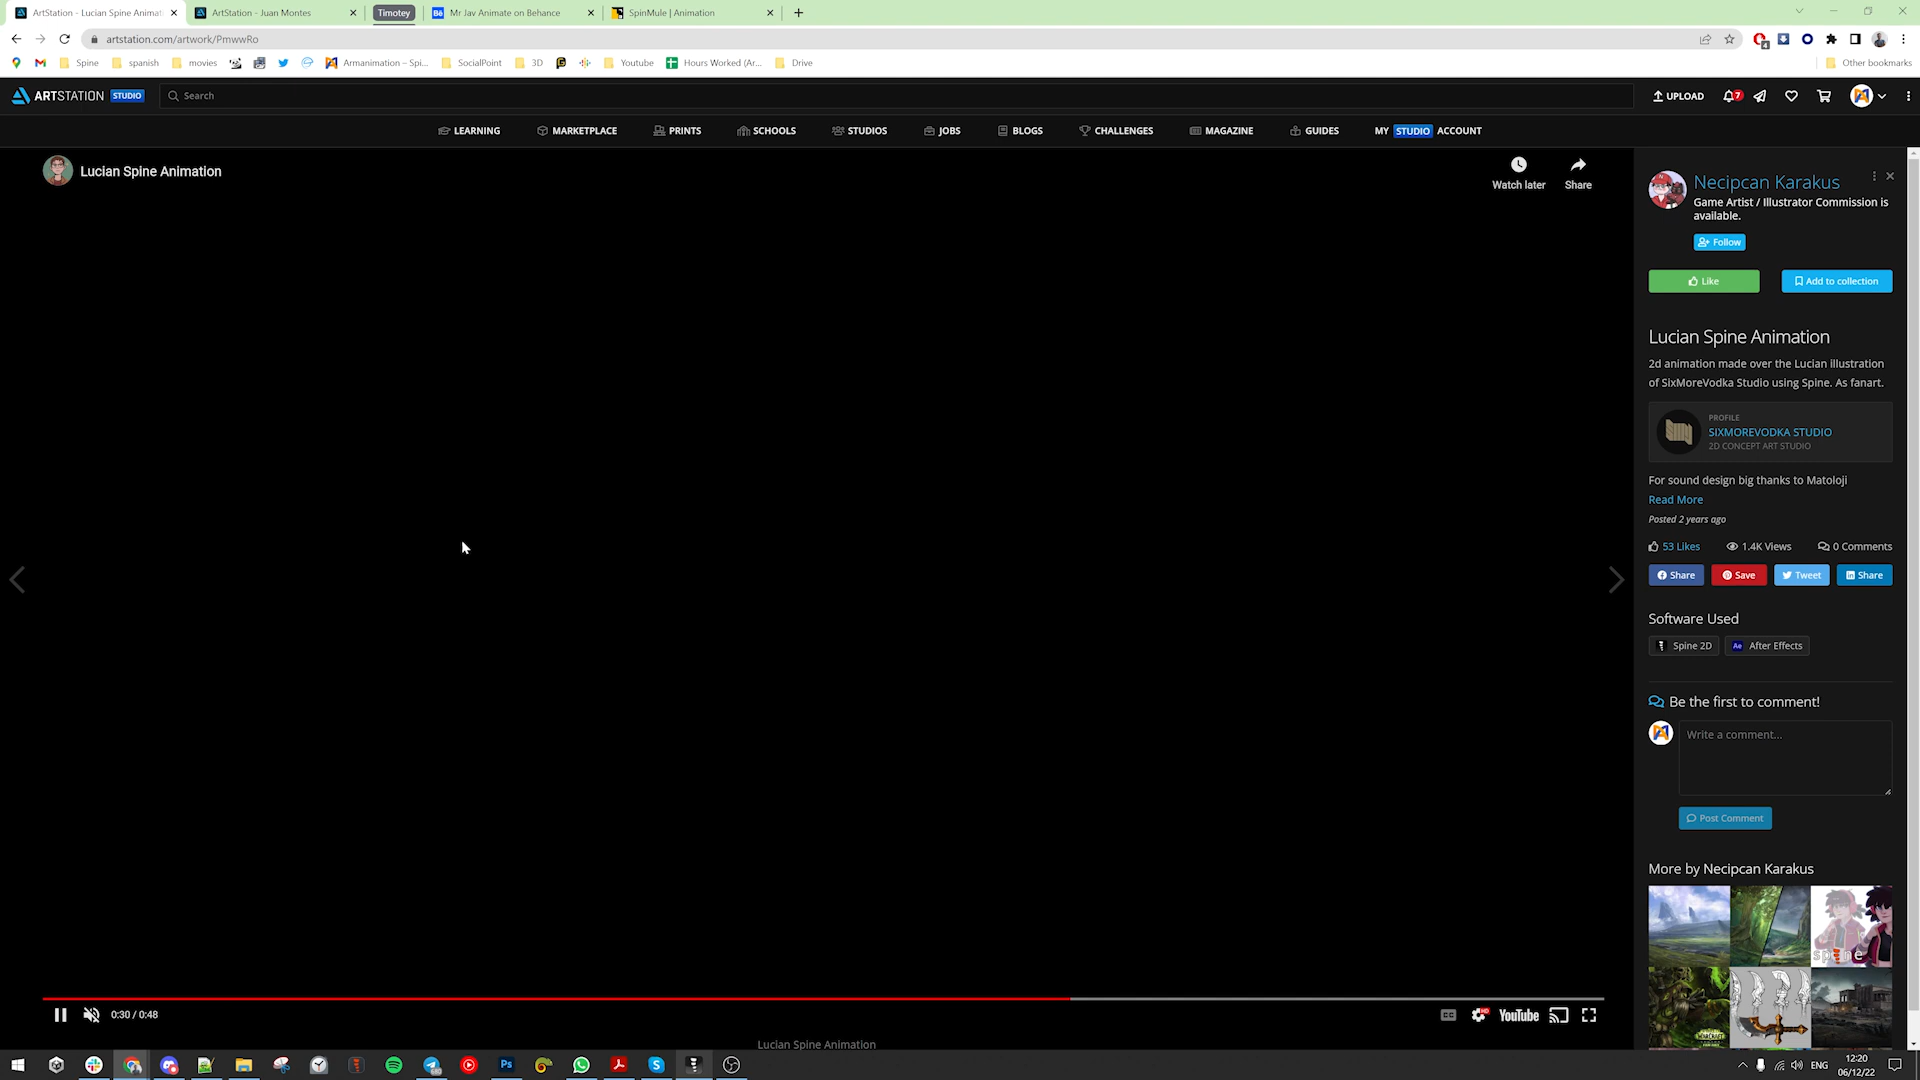 ArtStation - Lucian Spine Animati
ArtStation - Juan Montes
Timotey
Mr Jav Animate on Behance
SpinMule | Animation
artstation.com/artwork/PmwwRo
Spine
spanish
movies
Armanimation – Spi...
SocialPoint
3D
Youtube
Hours Worked (Ar...
Drive
Other bookmarks
ARTSTATION STUDIO
Search
UPLOAD
7
LEARNING
MARKETPLACE
PRINTS
SCHOOLS
STUDIOS
JOBS
BLOGS
CHALLENGES
MAGAZINE
GUIDES
MY STUDIO ACCOUNT
Lucian Spine Animation
Watch later
Share
Necipcan Karakus
Game Artist / Illustrator Commission is
available.
Follow
Like
Add to collection
Lucian Spine Animation
2d animation made over the Lucian illustration
of SixMoreVodka Studio using Spine. As fanart.
PROFILE
SIXMOREVODKA STUDIO
2D CONCEPT ART STUDIO
For sound design big thanks to Matoloji
Read More
Posted 2 years ago
53 Likes
1.4K Views
0 Comments
Share
Save
Tweet
Share
Software Used
Spine 2D
Ae After Effects
Be the first to comment!
Write a comment...
Post Comment
More by Necipcan Karakus
spine
0:30 / 0:48
HD
YouTube
Lucian Spine Animation
Ps
ENG
12:20
06/12/22